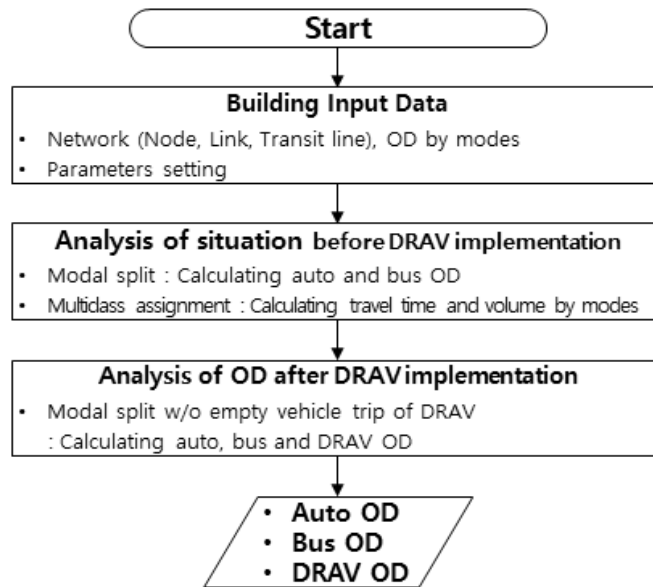 Start
Building Input Data
• Network (Node, Link, Transit line), OD by modes
• Parameters setting
Analysis of situation before DRAV implementation
• Modal split : Calculating auto and bus OD
• Multiclass assignment : Calculating travel time and volume by modes
Analysis of OD after DRAV implementation
• Modal split w/o empty vehicle trip of DRAV
: Calculating auto, bus and DRAV OD
• Auto OD
• Bus OD
• DRAV OD